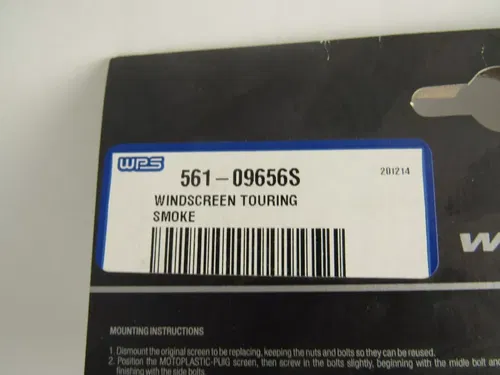 WPS
561-09656S
201214
WINDSCREEN TOURING
SMOKE
MOUNTING INSTRUCTIONS
1. Dismount the original screen to be replacing, keeping the nuts and bolts so they can be reused.
2. Position the MOTOPLASTIC-PUIG screen, then screw in the bolts slightly, beginning with the midle bolt and
finishing with the side bolts.